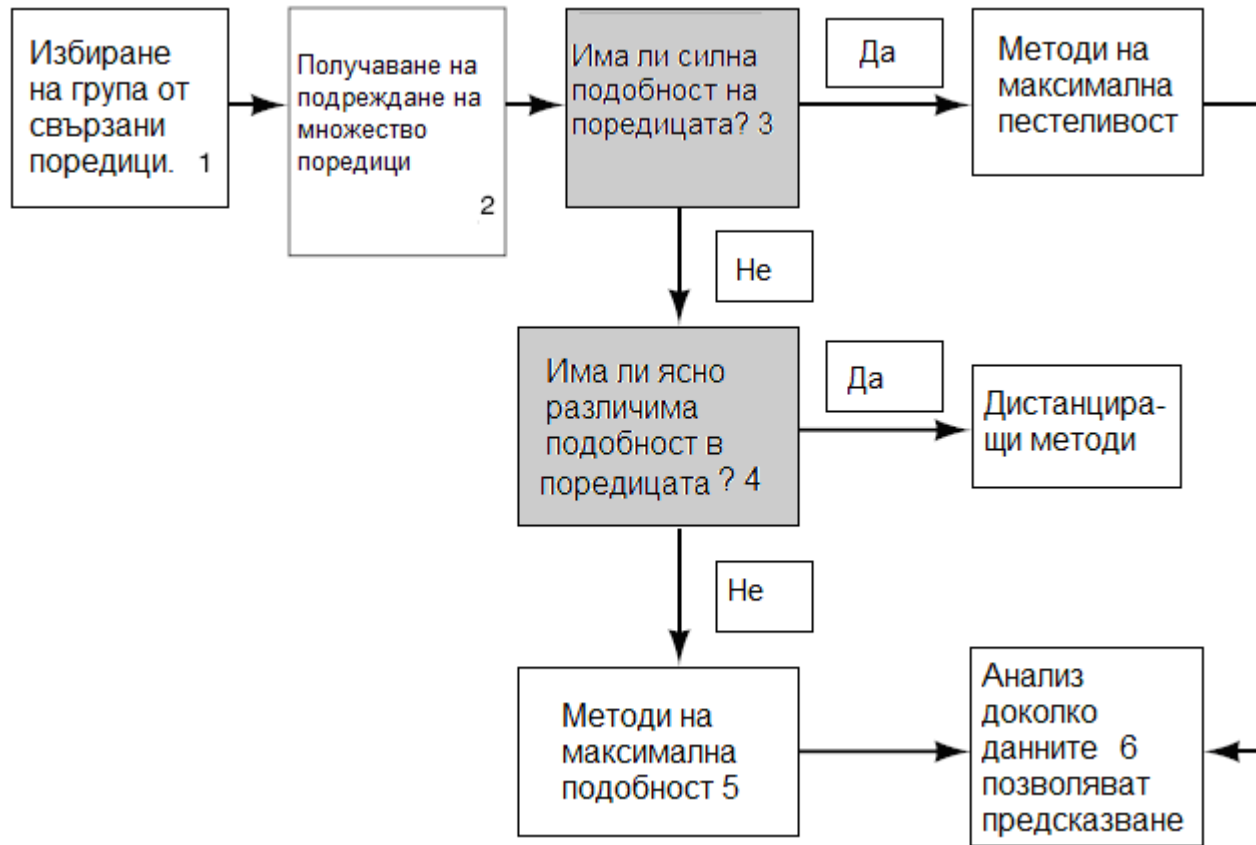 Избиране
на група от
свързани
поредици. 1
Получаване на
подреждане на
множество
поредици
2
Има ли силна
подобност на
поредицата? 3
Да
Методи на
максимална
пестеливост
Не
Има ли ясно
различима
подобност в
поредицата ? 4
Да
Дистанцира-
щи методи
Не
Методи на
максимална
подобност 5
Анализ
доколко
данните 6
позволяват
предсказване